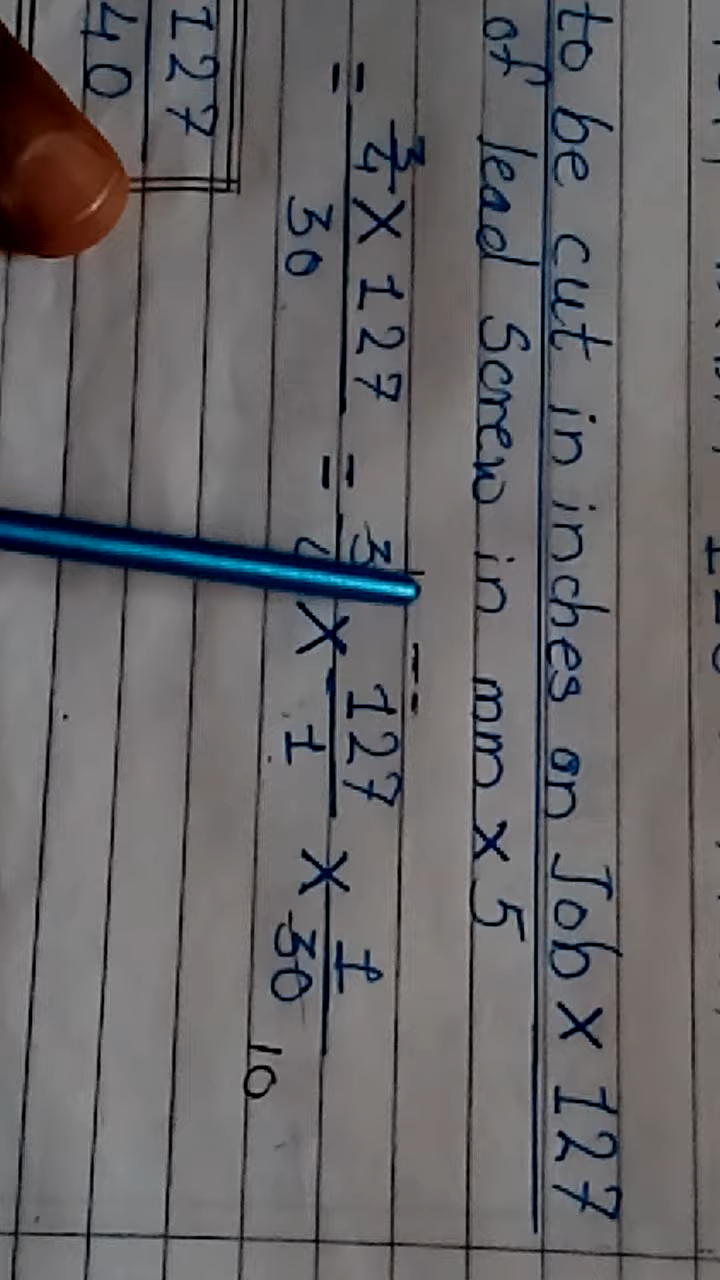 to be cut in inches on Job x 127
of lead Screw in mm x 5
= 3/4 X 127 / 30 = 3 X 127/1 X 1/30
10
127
40